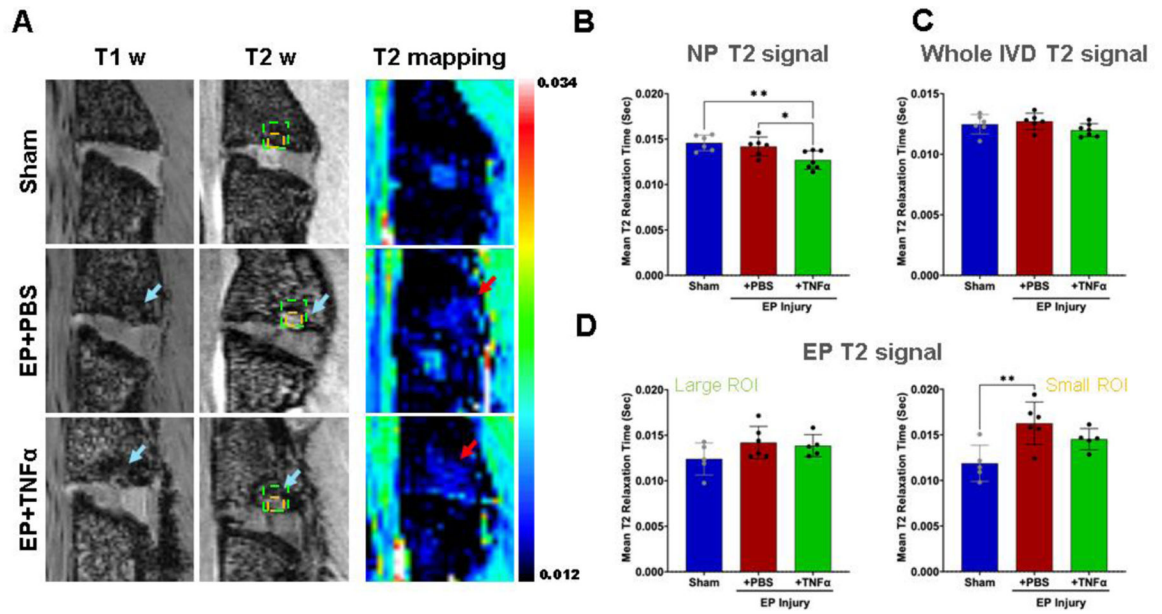 A
T1 w
T2 w
T2 mapping
Sham
EP+PBS
EP+TNFα
0.034
0.012
B
NP T2 signal
Mean T2 Relaxation Time (Sec)
0.020
0.015
0.010
0.005
0.000
**
*
Sham
+PBS
+TNFα
EP Injury
C
Whole IVD T2 signal
Mean T2 Relaxation Time (Sec)
0.020
0.015
0.010
0.005
0.000
Sham
+PBS
+TNFα
EP Injury
D
EP T2 signal
Large ROI
Mean T2 Relaxation Time (Sec)
0.020
0.015
0.010
0.005
0.000
Sham
+PBS
+TNFα
EP Injury
Small ROI
Mean T2 Relaxation Time (Sec)
0.020
0.015
0.010
0.005
0.000
**
Sham
+PBS
+TNFα
EP Injury